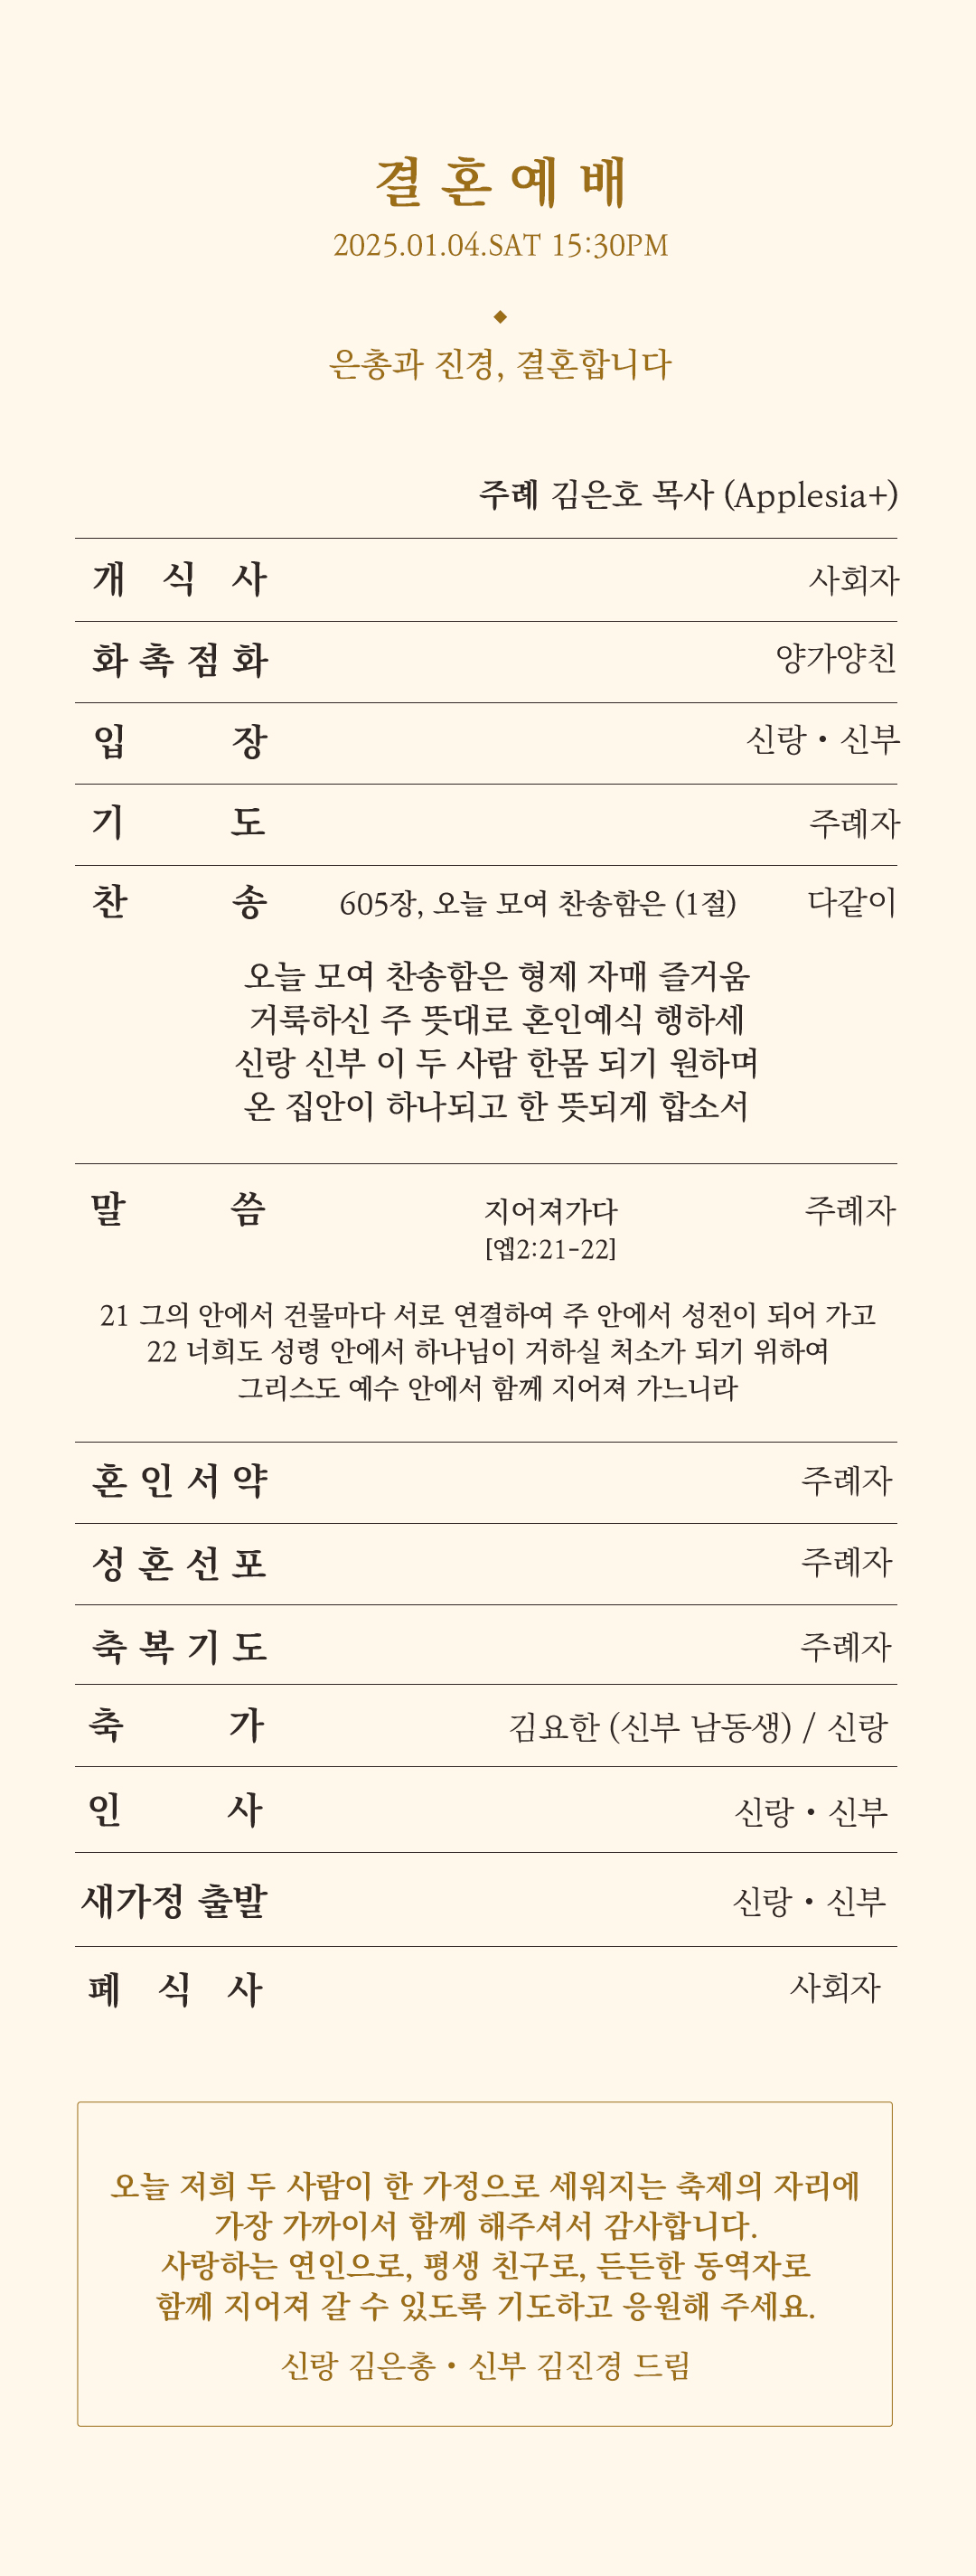 결혼예배
2025.01.04.SAT 15:30PM
은총과 진경, 결혼합니다
주례 김은호 목사 (Applesia+)
개 식 사 사회자
화촉점화 양가양친
입 장 신랑 • 신부
기 도 주례자
찬 송 605장, 오늘 모여 찬송함은 (1절) 다같이
오늘 모여 찬송함은 형제 자매 즐거움
거룩하신 주 뜻대로 혼인예식 행하세
신랑 신부 이 두 사람 한몸 되기 원하며
온 집안이 하나되고 한 뜻되게 합소서
말 씀 지어져가다 주례자
[엡2:21-22]
21 그의 안에서 건물마다 서로 연결하여 주 안에서 성전이 되어 가고
22 너희도 성령 안에서 하나님이 거하실 처소가 되기 위하여
그리스도 예수 안에서 함께 지어져 가느니라
혼인서약 주례자
성혼선포 주례자
축복기도 주례자
축 가 김요한 (신부 남동생) / 신랑
인 사 신랑 • 신부
새가정 출발 신랑 • 신부
폐 식 사 사회자
오늘 저희 두 사람이 한 가정으로 세워지는 축제의 자리에
가장 가까이서 함께 해주셔서 감사합니다.
사랑하는 연인으로, 평생 친구로, 든든한 동역자로
함께 지어져 갈 수 있도록 기도하고 응원해 주세요.
신랑 김은총 • 신부 김진경 드림